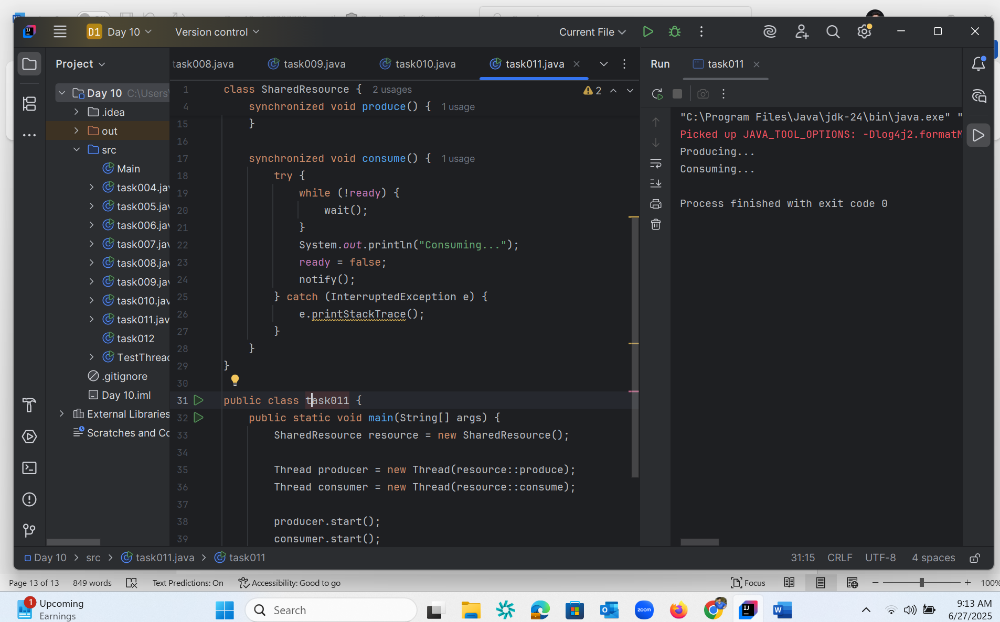 D1 Day 10
Version control
Current File
Project
task008.java
task009.java
task010.java
task011.java
Run
task011
Day 10 C:\Users\
.idea
out
src
Main
task004.jav
task005.jav
task006.jav
task007.jav
task008.jav
task009.jav
task010.jav
task011.jav
task012
TestThread
.gitignore
Day 10.iml
External Libraries
Scratches and Co
1 class SharedResource { 2 usages
2
4 synchronized void produce() { 1 usage
15 }
16
17 synchronized void consume() { 1 usage
18 try {
19 while (!ready) {
20 wait();
21 }
22 System.out.println("Consuming...");
23 ready = false;
24 notify();
25 } catch (InterruptedException e) {
26 e.printStackTrace();
27 }
28 }
29 }
30
31 public class task011 {
32 public static void main(String[] args) {
33 SharedResource resource = new SharedResource();
34
35 Thread producer = new Thread(resource::produce);
36 Thread consumer = new Thread(resource::consume);
37
38 producer.start();
39 consumer.start();
"C:\Program Files\Java\jdk-24\bin\java.exe" "
Picked up JAVA_TOOL_OPTIONS: -Dlog4j2.formatM
Producing...
Consuming...
Process finished with exit code 0
Day 10 > src > task011.java > task011
31:15 CRLF UTF-8 4 spaces
Page 13 of 13 849 words Text Predictions: On Accessibility: Good to go
Focus
100%
1
Upcoming
Earnings
Search
zoom
9:13 AM
6/27/2025